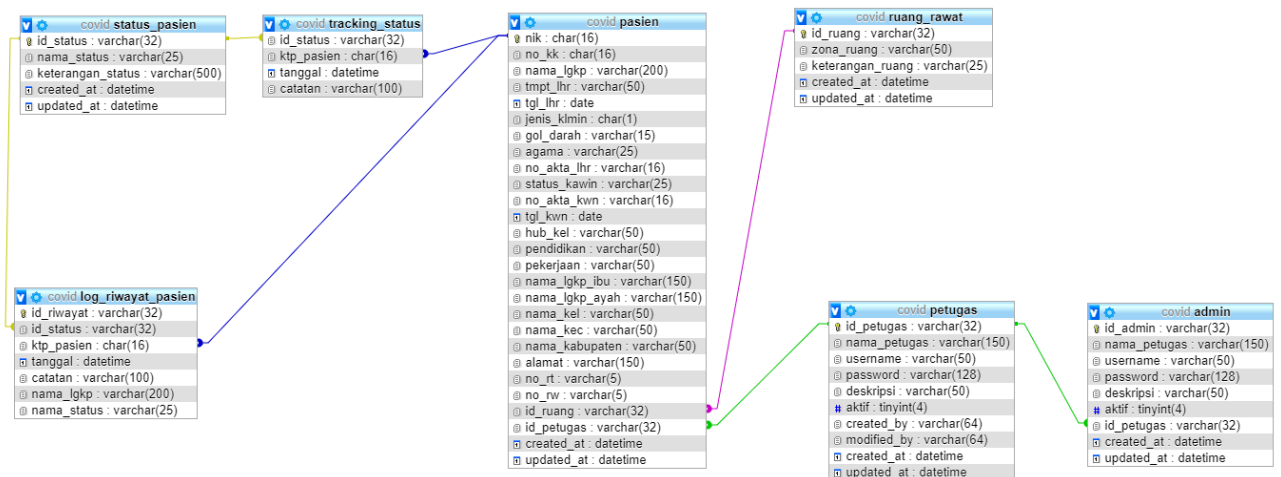 covid status_pasien
id_status : varchar(32)
nama_status : varchar(25)
keterangan_status : varchar(500)
created_at : datetime
updated_at : datetime
covid tracking_status
id_status : varchar(32)
ktp_pasien : char(16)
tanggal : datetime
catatan : varchar(100)
covid pasien
nik : char(16)
no_kk : char(16)
nama_lgkp : varchar(200)
tmpt_lhr : varchar(50)
tgl_lhr : date
jenis_klmin : char(1)
gol_darah : varchar(15)
agama : varchar(25)
no_akta_lhr : varchar(16)
status_kawin : varchar(25)
no_akta_kwn : varchar(16)
tgl_kwn : date
hub_kel : varchar(50)
pendidikan : varchar(50)
pekerjaan : varchar(50)
nama_lgkp_ibu : varchar(150)
nama_lgkp_ayah : varchar(150)
nama_kel : varchar(50)
nama_kec : varchar(50)
nama_kabupaten : varchar(50)
alamat : varchar(150)
no_rt : varchar(5)
no_rw : varchar(5)
id_ruang : varchar(32)
id_petugas : varchar(32)
created_at : datetime
updated_at : datetime
covid ruang_rawat
id_ruang : varchar(32)
zona_ruang : varchar(50)
keterangan_ruang : varchar(25)
created_at : datetime
updated_at : datetime
covid log_riwayat_pasien
id_riwayat : varchar(32)
id_status : varchar(32)
ktp_pasien : char(16)
tanggal : datetime
catatan : varchar(100)
nama_lgkp : varchar(200)
nama_status : varchar(25)
covid petugas
id_petugas : varchar(32)
nama_petugas : varchar(150)
username : varchar(50)
password : varchar(128)
deskripsi : varchar(50)
# aktif : tinyint(4)
created_by : varchar(64)
modified_by : varchar(64)
created_at : datetime
updated_at : datetime
covid admin
id_admin : varchar(32)
nama_petugas : varchar(150)
username : varchar(50)
password : varchar(128)
deskripsi : varchar(50)
# aktif : tinyint(4)
id_petugas : varchar(32)
created_at : datetime
updated_at : datetime